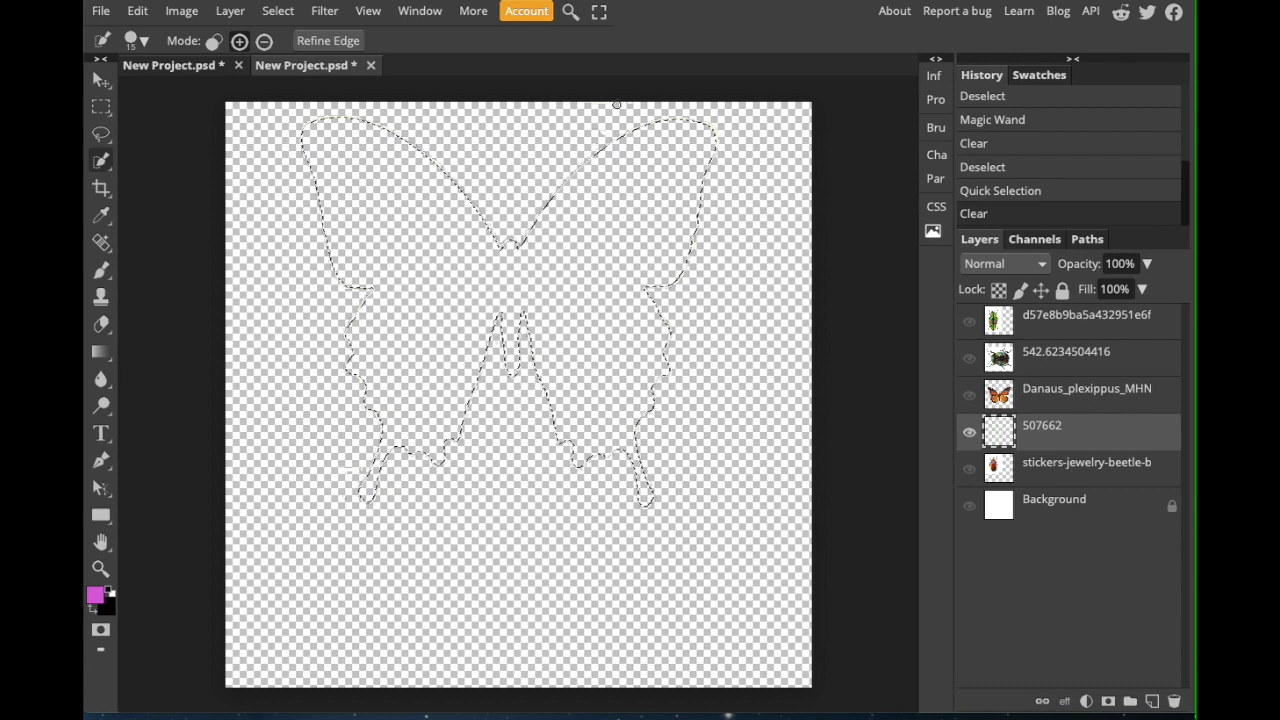 File Edit Image Layer Select Filter View Window More Account About Report a bug Learn Blog API
15 Mode: Refine Edge
New Project.psd * New Project.psd *
Inf
Pro
Bru
Cha
Par
CSS
History Swatches
Deselect
Magic Wand
Clear
Deselect
Quick Selection
Clear
Layers Channels Paths
Normal Opacity: 100%
Lock: Fill: 100%
d57e8b9ba5a432951e6f
542.6234504416
Danaus_plexippus_MHN
507662
stickers-jewelry-beetle-b
Background
eff